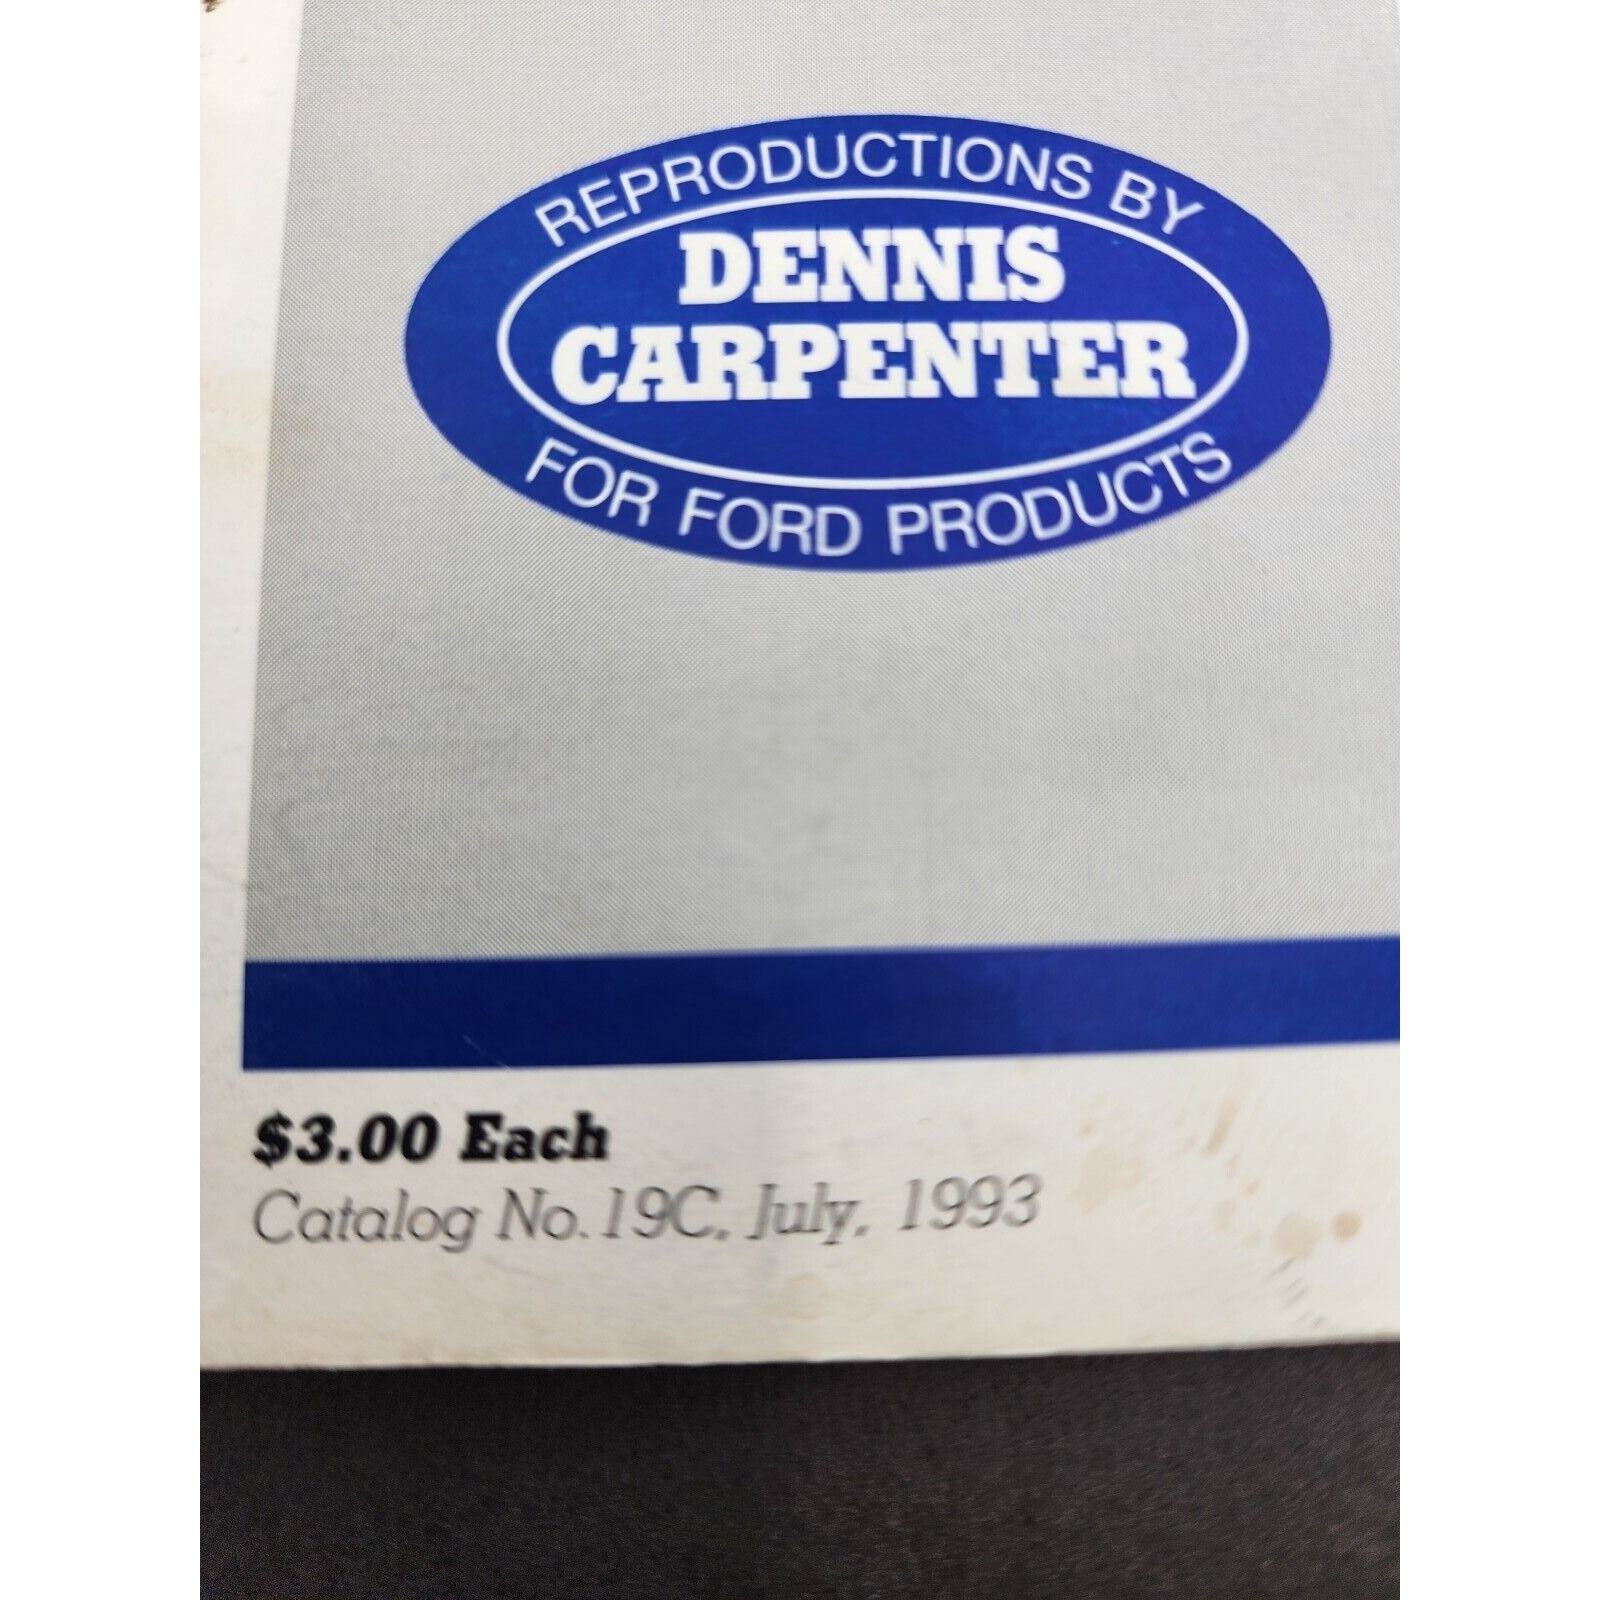 REPRODUCTIONS BY
DENNIS
CARPENTER
FOR FORD PRODUCTS
$3.00 Each
Catalog No. 19C, July, 1993